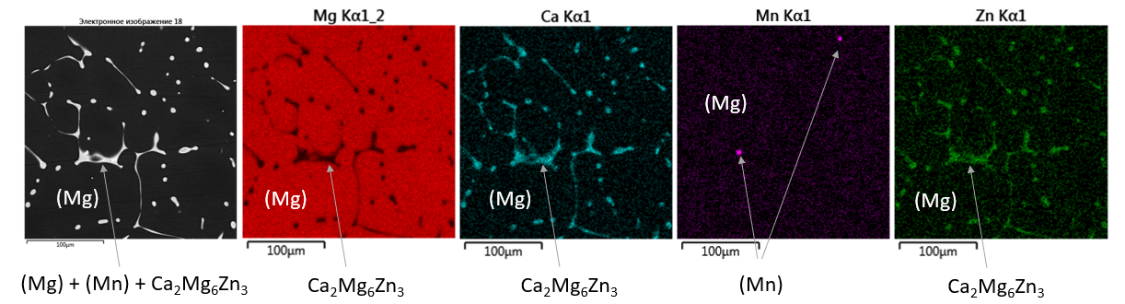 Электронное изображение 18
Mg Kα1_2
Ca Kα1
Mn Kα1
Zn Kα1
(Mg)
(Mg)
(Mg)
(Mg)
(Mg)
100µm
100µm
100µm
100µm
100µm
(Mg) + (Mn) + Ca₂Mg₆Zn₃
Ca₂Mg₆Zn₃
Ca₂Mg₆Zn₃
(Mn)
Ca₂Mg₆Zn₃